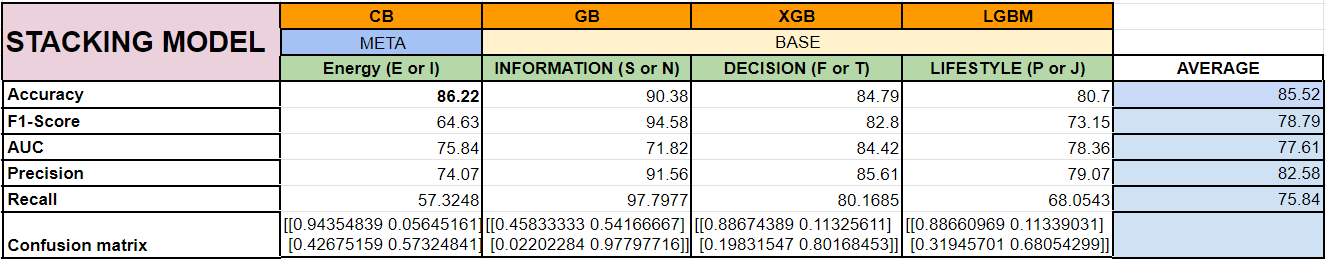 CB GB XGB LGBM
STACKING MODEL META BASE
Energy (E or I) INFORMATION (S or N) DECISION (F or T) LIFESTYLE (P or J) AVERAGE
Accuracy 86.22 90.38 84.79 80.7 85.52
F1-Score 64.63 94.58 82.8 73.15 78.79
AUC 75.84 71.82 84.42 78.36 77.61
Precision 74.07 91.56 85.61 79.07 82.58
Recall 57.3248 97.7977 80.1685 68.0543 75.84
[[0.94354839 0.05645161] [[0.45833333 0.54166667] [[0.88674389 0.11325611] [[0.88660969 0.11339031]
Confusion matrix [0.42675159 0.57324841] [0.02202284 0.97797716]] [0.19831547 0.80168453]] [0.31945701 0.68054299]]